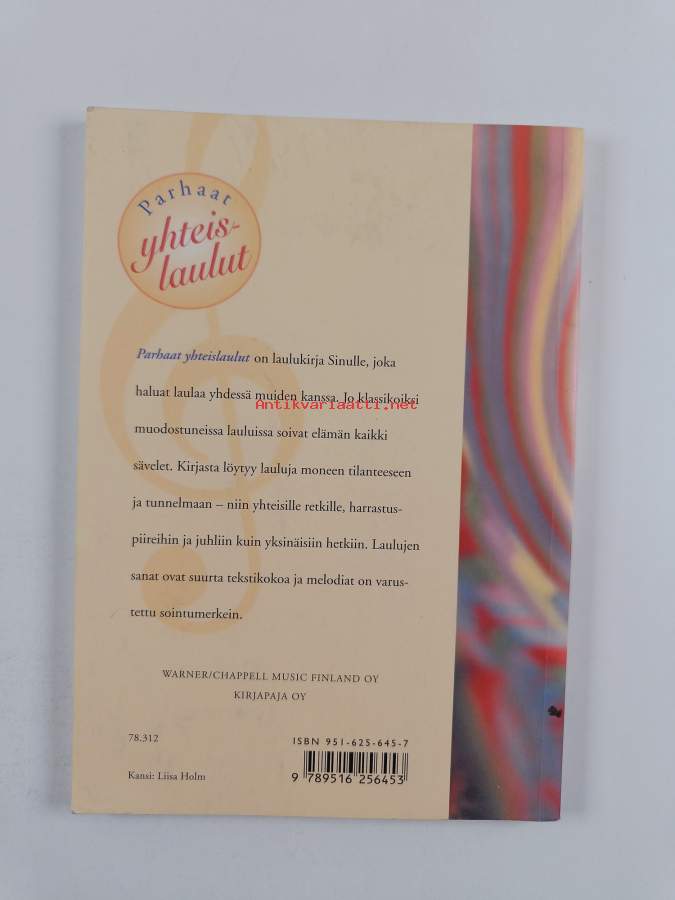 Parhaat
yhteis-
laulut
Parhaat yhteislaulut on laulukirja Sinulle, joka
haluat laulaa yhdessä muiden kanssa. Jo klassikoiksi
Antikvariaatti.net
muodostuneissa lauluissa soivat elämän kaikki
sävelet. Kirjasta löytyy lauluja moneen tilanteeseen
ja tunnelmaan – niin yhteisille retkille, harrastus-
piireihin ja juhliin kuin yksinäisiin hetkiin. Laulujen
sanat ovat suurta tekstikokoa ja melodiat on varus-
tettu sointumerkein.
WARNER/CHAPPELL MUSIC FINLAND OY
KIRJAPAJA OY
78.312
ISBN 951-625-645-7
9 789516 256453
Kansi: Liisa Holm